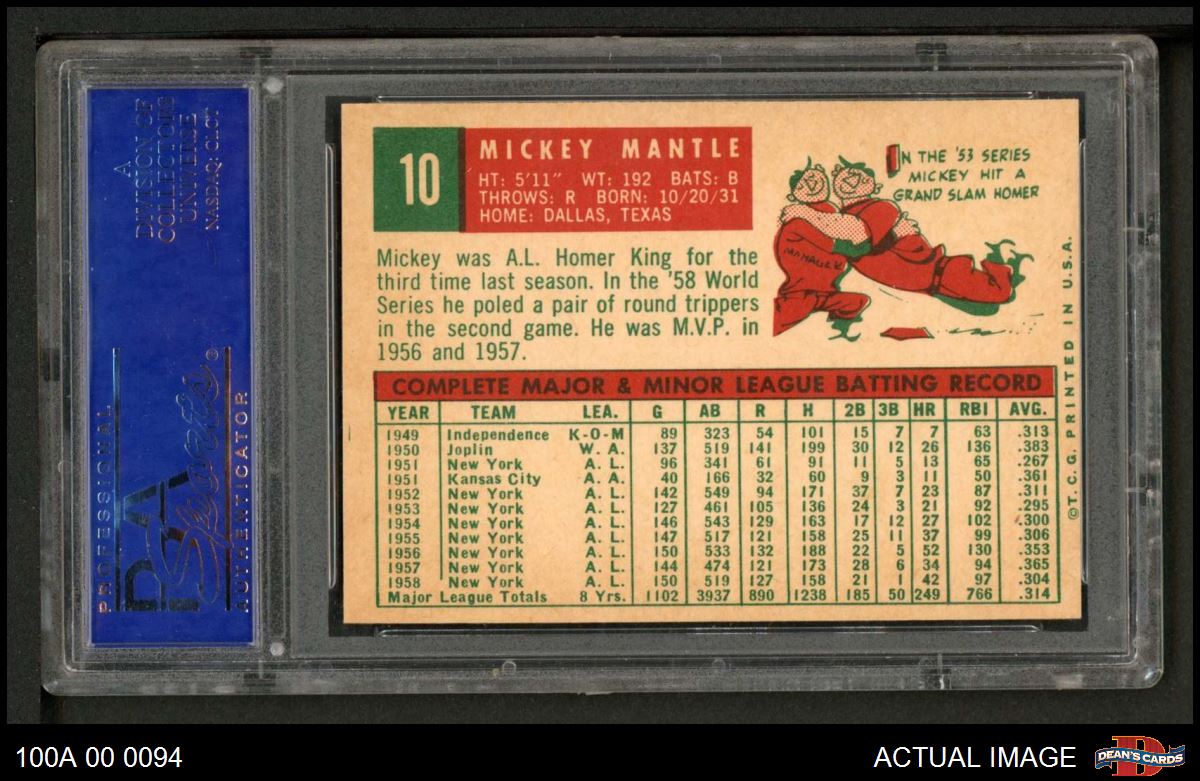 A
DIVISION OF
COLLECTORS
UNIVERSE
NASDAQ: CLCT
PROFESSIONAL
PSA
Sports®
AUTHENTICATOR
10
MICKEY MANTLE
HT: 5'11" WT: 192 BATS: B
THROWS: R BORN: 10/20/31
HOME: DALLAS, TEXAS
Mickey was A.L. Homer King for the
third time last season. In the '58 World
Series he poled a pair of round trippers
in the second game. He was M.V.P. in
1956 and 1957.
IN THE '53 SERIES
MICKEY HIT A
GRAND SLAM HOMER
MANAGER
COMPLETE MAJOR & MINOR LEAGUE BATTING RECORD
YEAR TEAM LEA. G AB R H 2B 3B HR RBI AVG.
1949 Independence K-O-M 89 323 54 101 15 7 7 63 .313
1950 Joplin W. A. 137 519 141 199 30 12 26 136 .383
1951 New York A. L. 96 341 61 91 11 5 13 65 .267
1951 Kansas City A. A. 40 166 32 60 9 3 11 50 .361
1952 New York A. L. 142 549 94 171 37 7 23 87 .311
1953 New York A. L. 127 461 105 136 24 3 21 92 .295
1954 New York A. L. 146 543 129 163 17 12 27 102 .300
1955 New York A. L. 147 517 121 158 25 11 37 99 .306
1956 New York A. L. 150 533 132 188 22 5 52 130 .353
1957 New York A. L. 144 474 121 173 28 6 34 94 .365
1958 New York A. L. 150 519 127 158 21 1 42 97 .304
Major League Totals 8 Yrs. 1102 3937 890 1238 185 50 249 766 .314
©T. C. G. PRINTED IN U.S.A.
100A 00 0094
ACTUAL IMAGE
D
DEAN'S CARDS